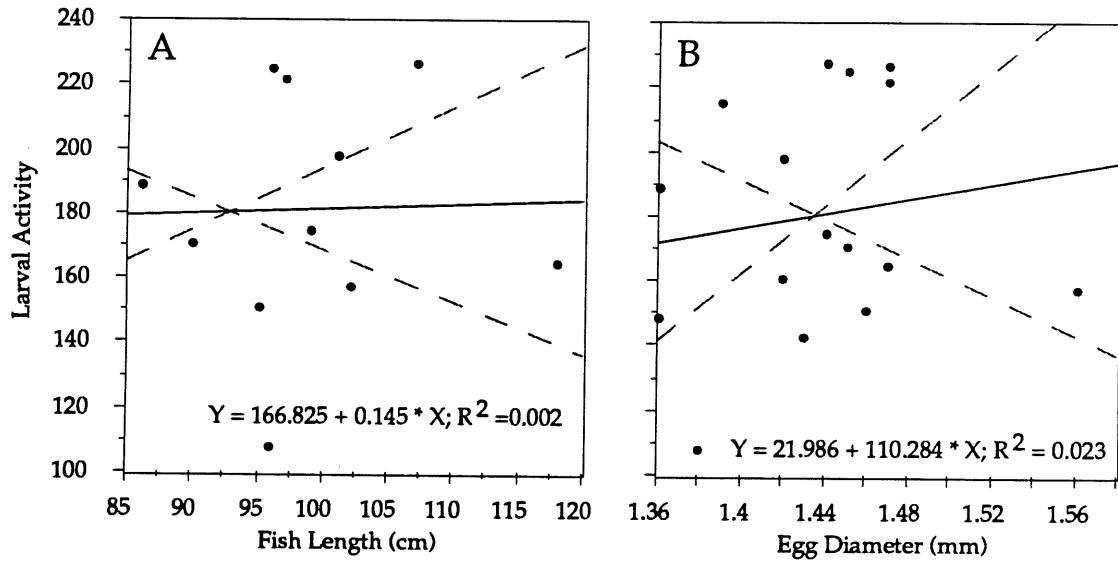 240
220
200
180
160
140
120
100
Larval Activity
A
Y = 166.825 + 0.145 * X; R² =0.002
85 90 95 100 105 110 115 120
Fish Length (cm)
B
Y = 21.986 + 110.284 * X; R² = 0.023
1.36 1.4 1.44 1.48 1.52 1.56
Egg Diameter (mm)